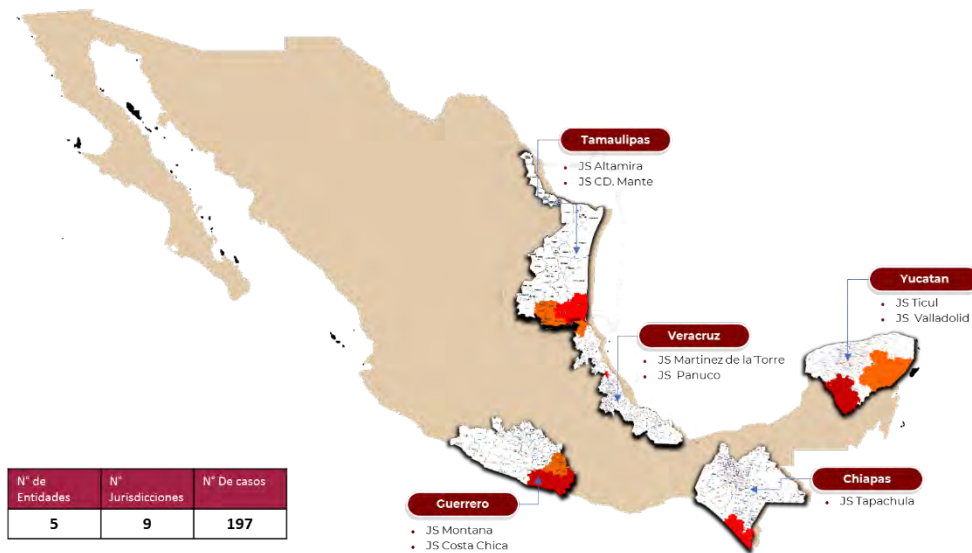 Tamaulipas
• JS Altamira
• JS CD. Mante
Yucatan
• JS Ticul
• JS Valladolid
Veracruz
• JS Martinez de la Torre
• JS Panuco
Chiapas
• JS Tapachula
Guerrero
• JS Montana
• JS Costa Chica
N° de Entidades N° Jurisdicciones N° De casos
5 9 197